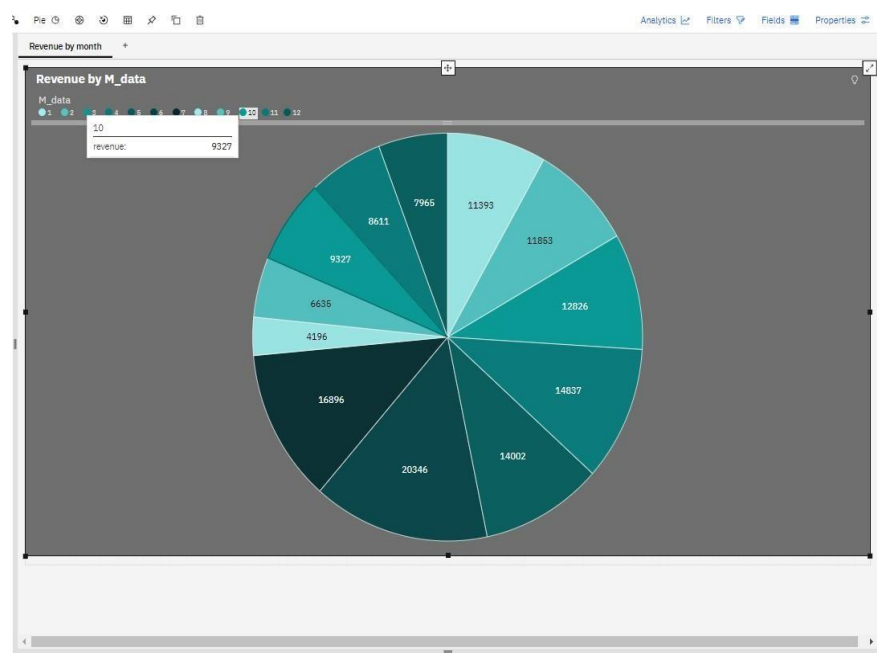 Pie
Analytics Filters Fields Properties
Revenue by month +
Revenue by M_data
M_data
1 2 3 4 5 6 7 8 9 10 11 12
10
revenue: 9327
7965 11393
8611
11853
9327
6635
12826
4196
14837
16896
14002
20346